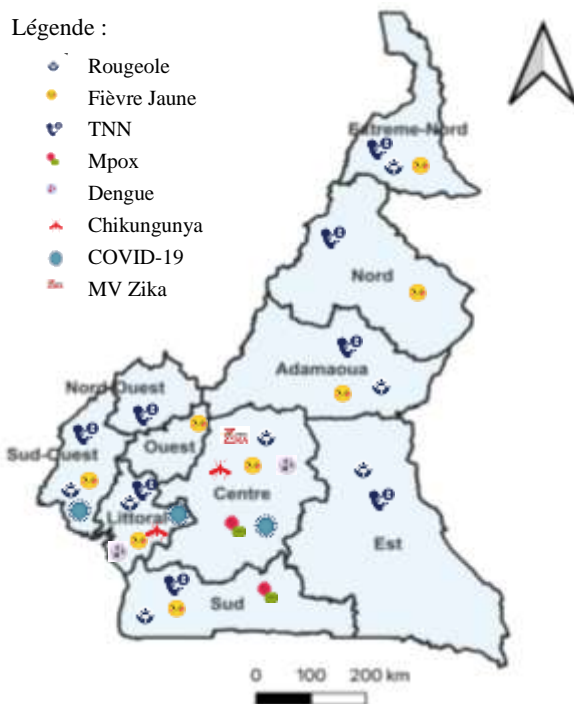 Légende :
Rougeole
Fièvre Jaune
TNN
Mpox
Dengue
Chikungunya
COVID-19
MV Zika
Extreme-Nord
Nord
Adamaoua
Nord-Ouest
Ouest
Sud-Ouest
Zika
Centre
Littoral
Est
Sud
0 100 200 km